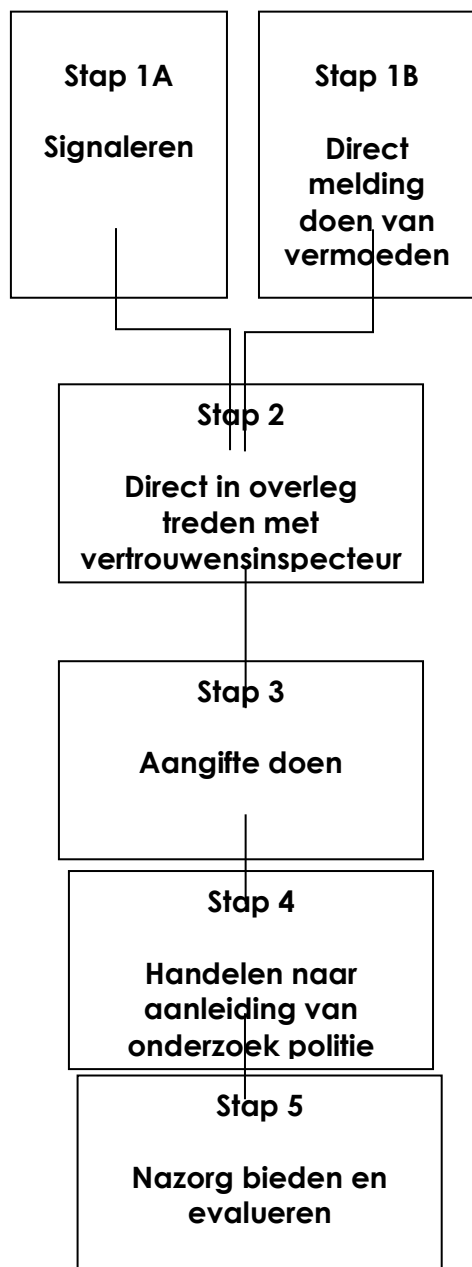 Stap 1A
Signaleren
Stap 1B
Direct
melding
doen van
vermoeden
Stap 2
Direct in overleg
treden met
vertrouwensinspecteur
Stap 3
Aangifte doen
Stap 4
Handelen naar
aanleiding van
onderzoek politie
Stap 5
Nazorg bieden en
evalueren